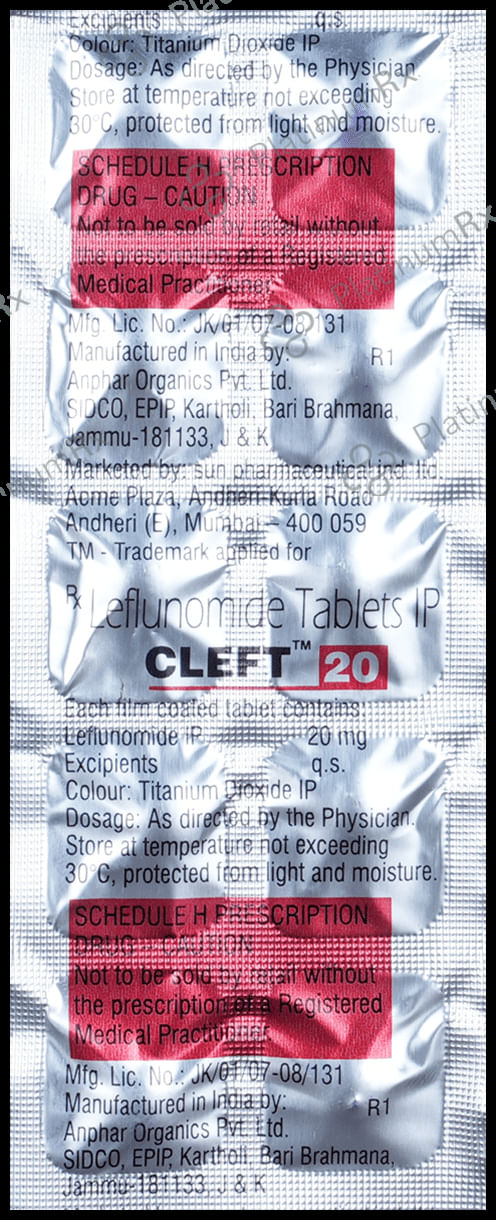 Excipients q.s.
Colour: Titanium Dioxide IP
Dosage: As directed by the Physician.
Store at temperature not exceeding
30°C, protected from light and moisture.
SCHEDULE H PRESCRIPTION
DRUG – CAUTION
Not to be sold by retail without
the prescription of a Registered
Medical Practitioner.
Mfg. Lic. No.: JK/01/07-08/131
Manufactured in India by: R1
Anphar Organics Pvt. Ltd.
SIDCO, EPIP, Kartholi, Bari Brahmana,
Jammu-181133, J & K
Marketed by: sun pharmaceutical ind. ltd.
Acme Plaza, Andheri-Kurla Road
Andheri (E), Mumbai – 400 059
TM - Trademark applied for
Rx Leflunomide Tablets IP
CLEFT™ 20
Each film coated tablet contains:
Leflunomide IP 20 mg
Excipients q.s.
Colour: Titanium Dioxide IP
Dosage: As directed by the Physician.
Store at temperature not exceeding
30°C, protected from light and moisture.
SCHEDULE H PRESCRIPTION
DRUG – CAUTION
Not to be sold by retail without
the prescription of a Registered
Medical Practitioner.
Mfg. Lic. No.: JK/01/07-08/131
Manufactured in India by: R1
Anphar Organics Pvt. Ltd.
SIDCO, EPIP, Kartholi, Bari Brahmana,
Jammu-181133, J & K
PlatinumRx
PlatinumRx